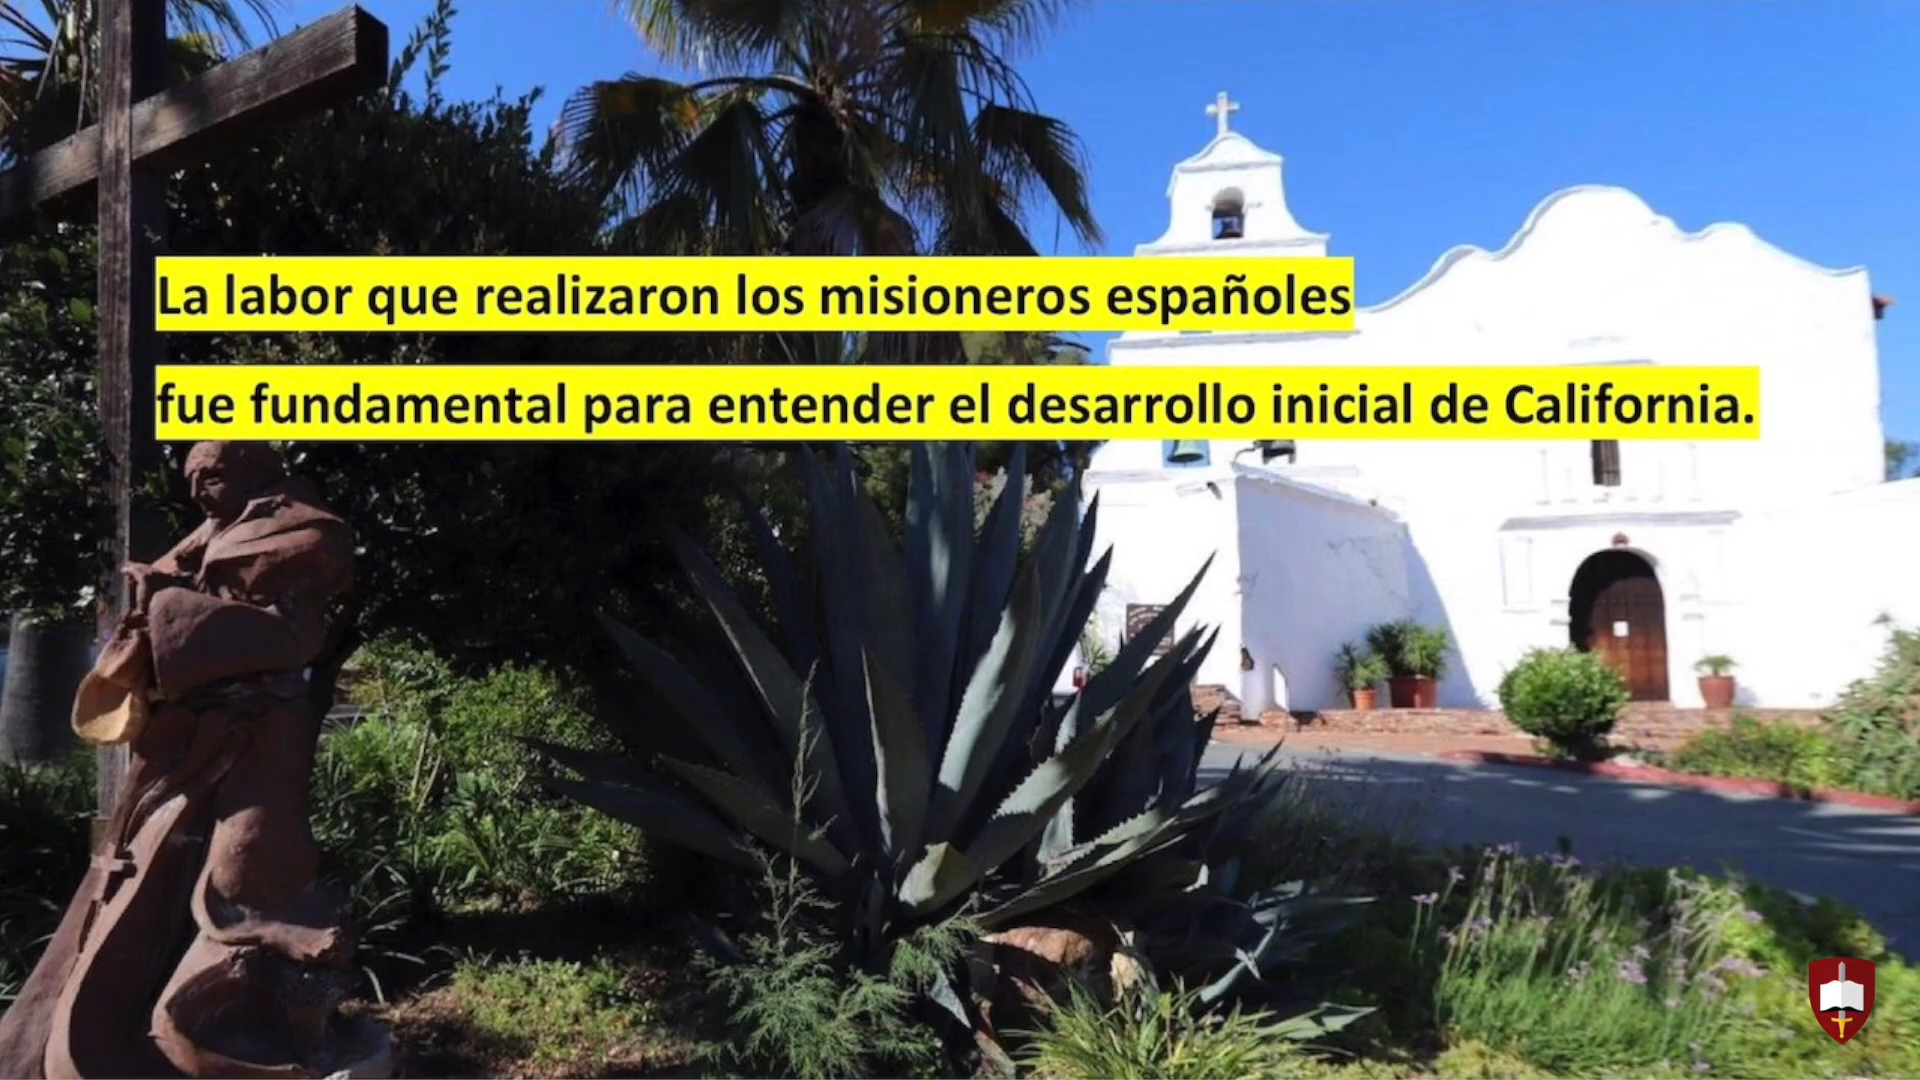 La labor que realizaron los misioneros españoles
fue fundamental para entender el desarrollo inicial de California.